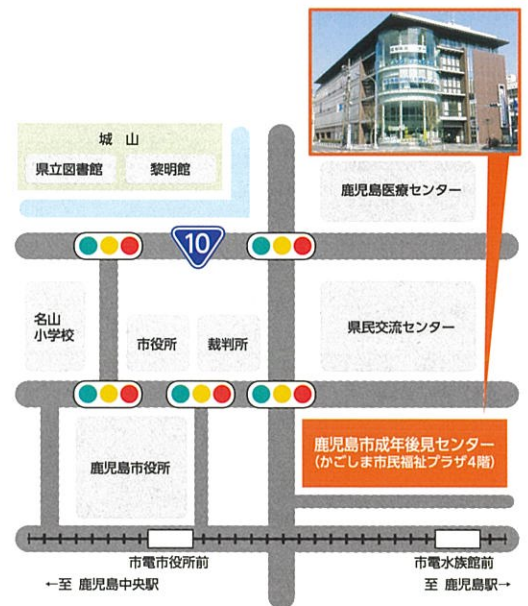 城 山
県立図書館
黎明館
鹿児島医療センター
10
名山
小学校
市役所
裁判所
県民交流センター
鹿児島市役所
鹿児島市成年後見センター
(かごしま市民福祉プラザ4階)
市電市役所前
市電水族館前
←至 鹿児島中央駅
至 鹿児島駅→